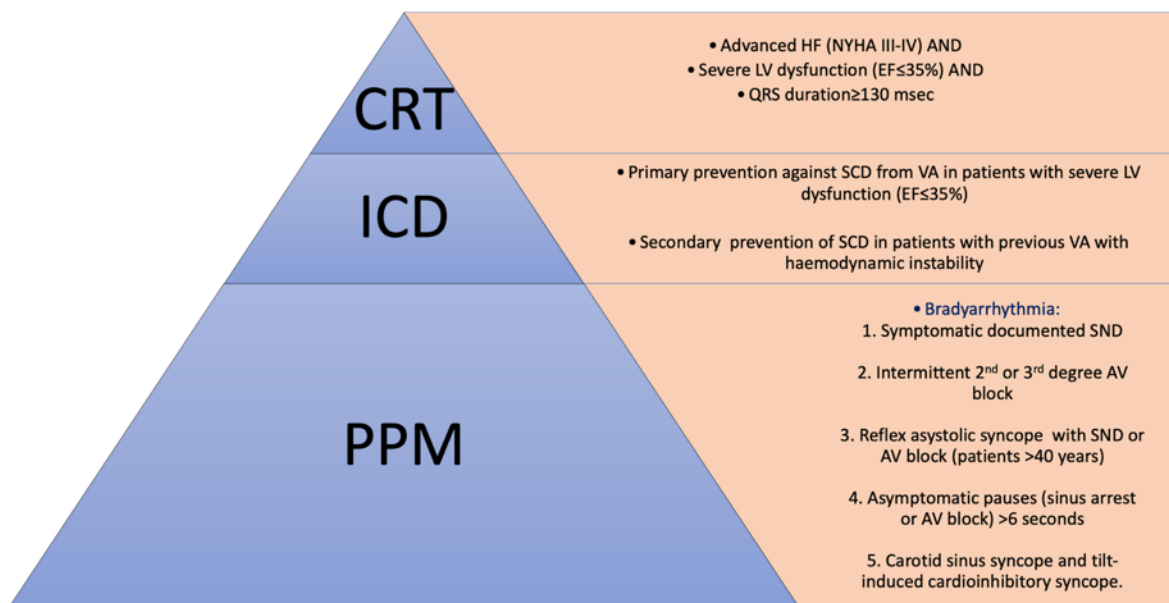 CRT
• Advanced HF (NYHA III-IV) AND
• Severe LV dysfunction (EF≤35%) AND
• QRS duration≥130 msec
ICD
• Primary prevention against SCD from VA in patients with severe LV
dysfunction (EF≤35%)
• Secondary  prevention of SCD in patients with previous VA with
haemodynamic instability
PPM
• Bradyarrhythmia:
1. Symptomatic documented SND
2. Intermittent 2nd or 3rd degree AV
block
3. Reflex asystolic syncope  with SND or
AV block (patients >40 years)
4. Asymptomatic pauses (sinus arrest
or AV block) >6 seconds
5. Carotid sinus syncope and tilt-
induced cardioinhibitory syncope.